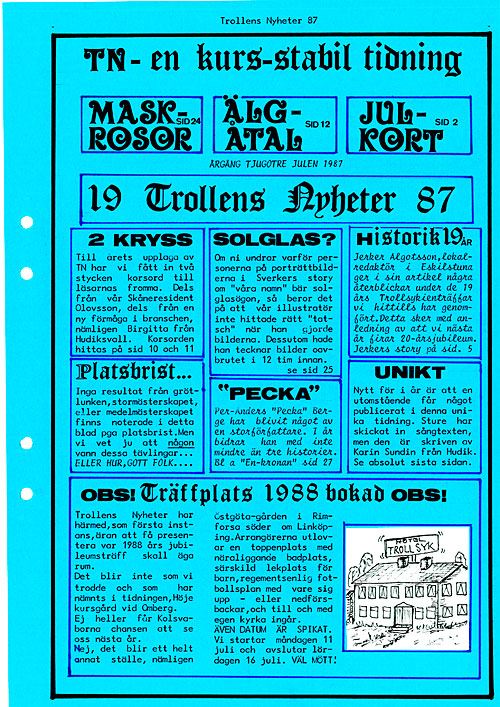 Trollens Nyheter 87
TN - en kurs-stabil tidning
MASK-
ROSOR SID 24
ÄLG-
ÅTAL SID 12
JUL-
KORT SID 2
ÅRGÅNG TJUGOTRE JULEN 1987
19 Trollens Nyheter 87
2 KRYSS
Till årets upplaga av
TN har vi fått in två
stycken korsord till
läsarnas fromma. Dels
från vår Skåneresident
Olovsson, dels från en
ny förmåga i branschen,
nämligen Birgitta från
Hudiksvall. Korsorden
hittas på sid 10 och 11
SOLGLAS?
Om ni undrar varför per-
sonerna på porträttbild-
erna i Sverkers story
om "våra namn" bär sol-
glasögon, så beror det
på att vår illustratör
inte hittade rätt "tot-
sch" när han gjorde
bilderna. Dessutom hade
han tecknar bilder oav-
brutet i 12 tim innan.
se sid 25
Historik 19 ÅR
Jerker Algotsson,lokal-
redaktör i Eskilstuna
ger i sin artikel några
återblickar under de 19
års Trollsykienträffar
vi hittills har genom-
fört.Detta sker med an-
ledning av att vi nästa
år firar 20-årsjubileum.
Jerkers story på sid. 5
Platsbrist...
Inga resultat från gröt-
lunken,stormästerskapet,
eller medelmästerskapet
finns noterade i detta
blad pga platsbrist.Men
vi vet ju att någon
vann dessa tävlingar...
ELLER HUR,GOTT FOLK....
"PECKA"
Per-Anders "Pecka" Ber-
ge har blivit något av
en storförfattare. I år
bidrar han med inte
mindre än tre historier.
Bl a "En-kronan" sid 27
UNIKT
Nytt för i år är att en
utomstående får något
publicerat i denna uni-
ka tidning. Sture har
skickat in sångtexten,
men den är skriven av
Karin Sundin från Hudik.
Se absolut sista sidan.
OBS! Träffplats 1988 bokad OBS!
Trollens Nyheter har
härmed,som första inst-
ans,äran att få presen-
tera var 1988 års jubi-
leumsträff skall äga
rum.
Det blir inte som vi
trodde och som har
nämnts i tidningen,Höje
kursgård vid Omberg.
Ej heller får Kolsva-
borna chansen att se
oss nästa år.
Nej, det blir ett helt
annat ställe, nämligen
Östgöta-gården i Rim-
forsa söder om Linköp-
ing.Arrangörerna utlov-
ar en toppenplats med
näraliggande badplats,
särskild lekplats för
barn,regementsenlig fot-
bollsplan med vare sig
upp - eller nedförs-
backar,och till och med
egen kyrka ingår.
ÄVEN DATUM ÄR SPIKAT.
Vi startar måndagen 11
juli och avslutar lör-
dagen 16 juli. VÄL MÖTT!
HOTEL
TROLLSYK